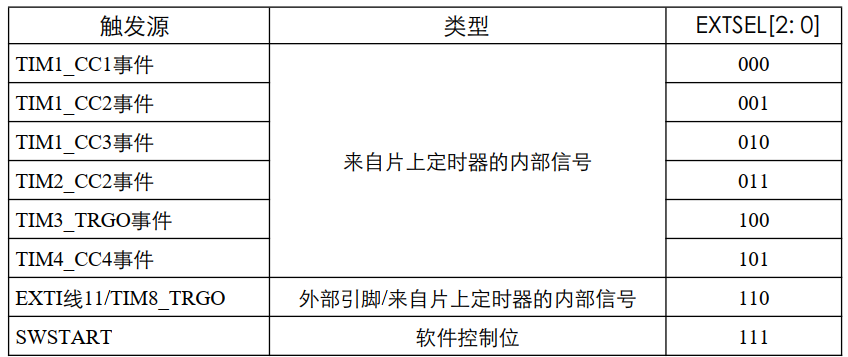 触发源 类型 EXTSEL[2:0]
TIM1_CC1事件 000
TIM1_CC2事件 001
TIM1_CC3事件 010
来自片上定时器的内部信号
TIM2_CC2事件 011
TIM3_TRGO事件 100
TIM4_CC4事件 101
EXTI线11/TIM8_TRGO 外部引脚/来自片上定时器的内部信号 110
SWSTART 软件控制位 111